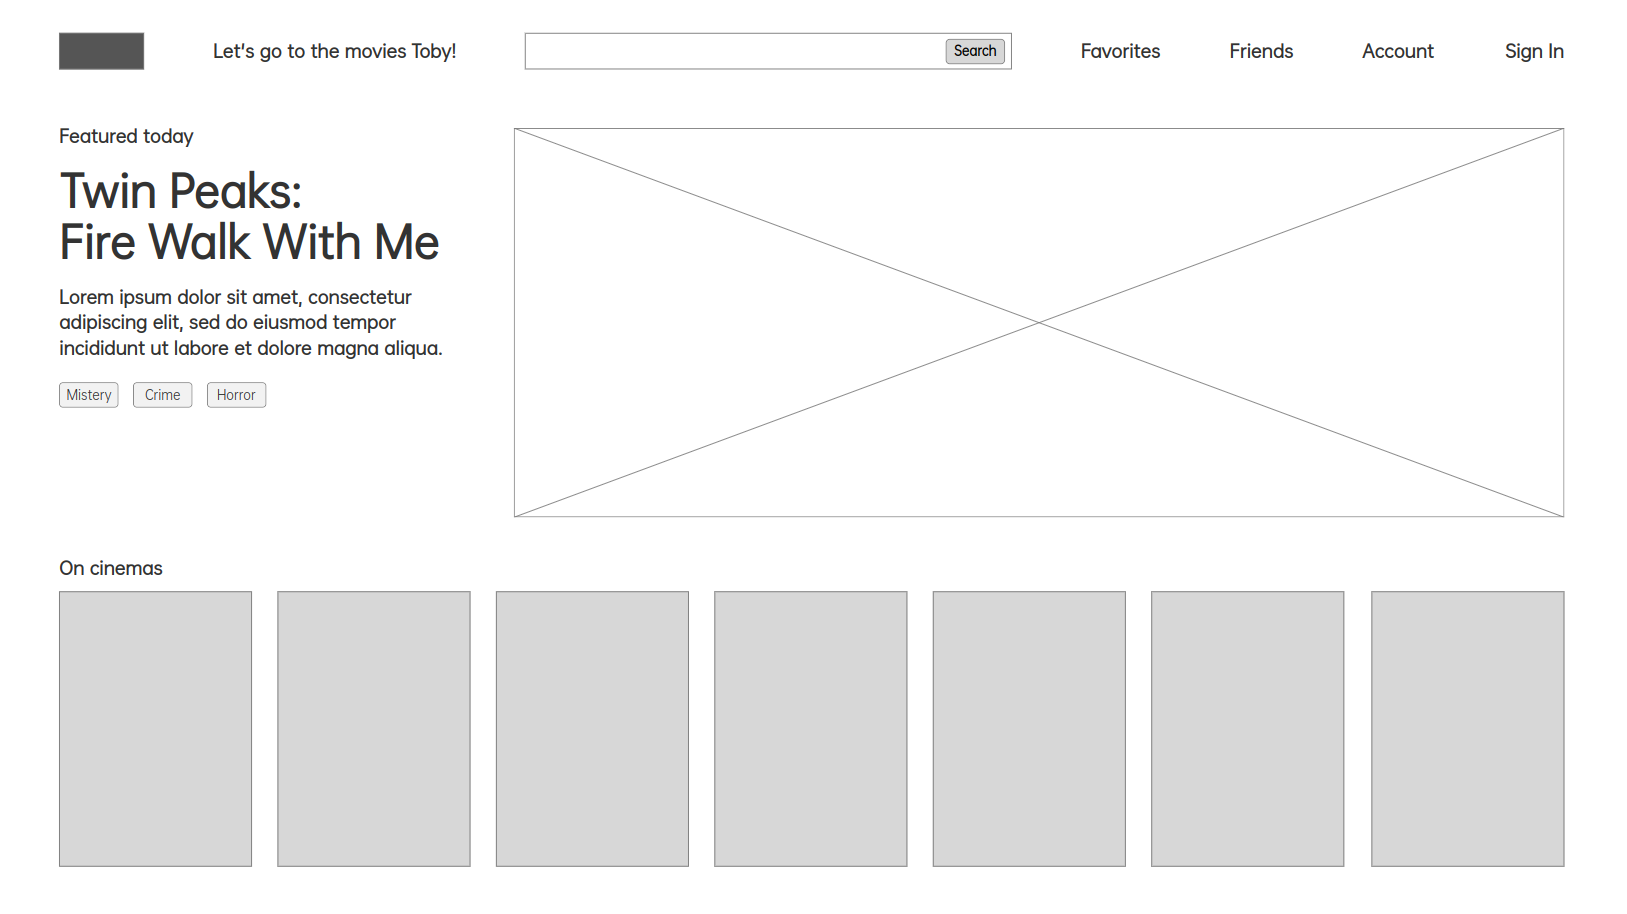 Let's go to the movies Toby!
Search
Favorites
Friends
Account
Sign In
Featured today
Twin Peaks:
Fire Walk With Me
Lorem ipsum dolor sit amet, consectetur
adipiscing elit, sed do eiusmod tempor
incididunt ut labore et dolore magna aliqua.
Mistery
Crime
Horror
On cinemas